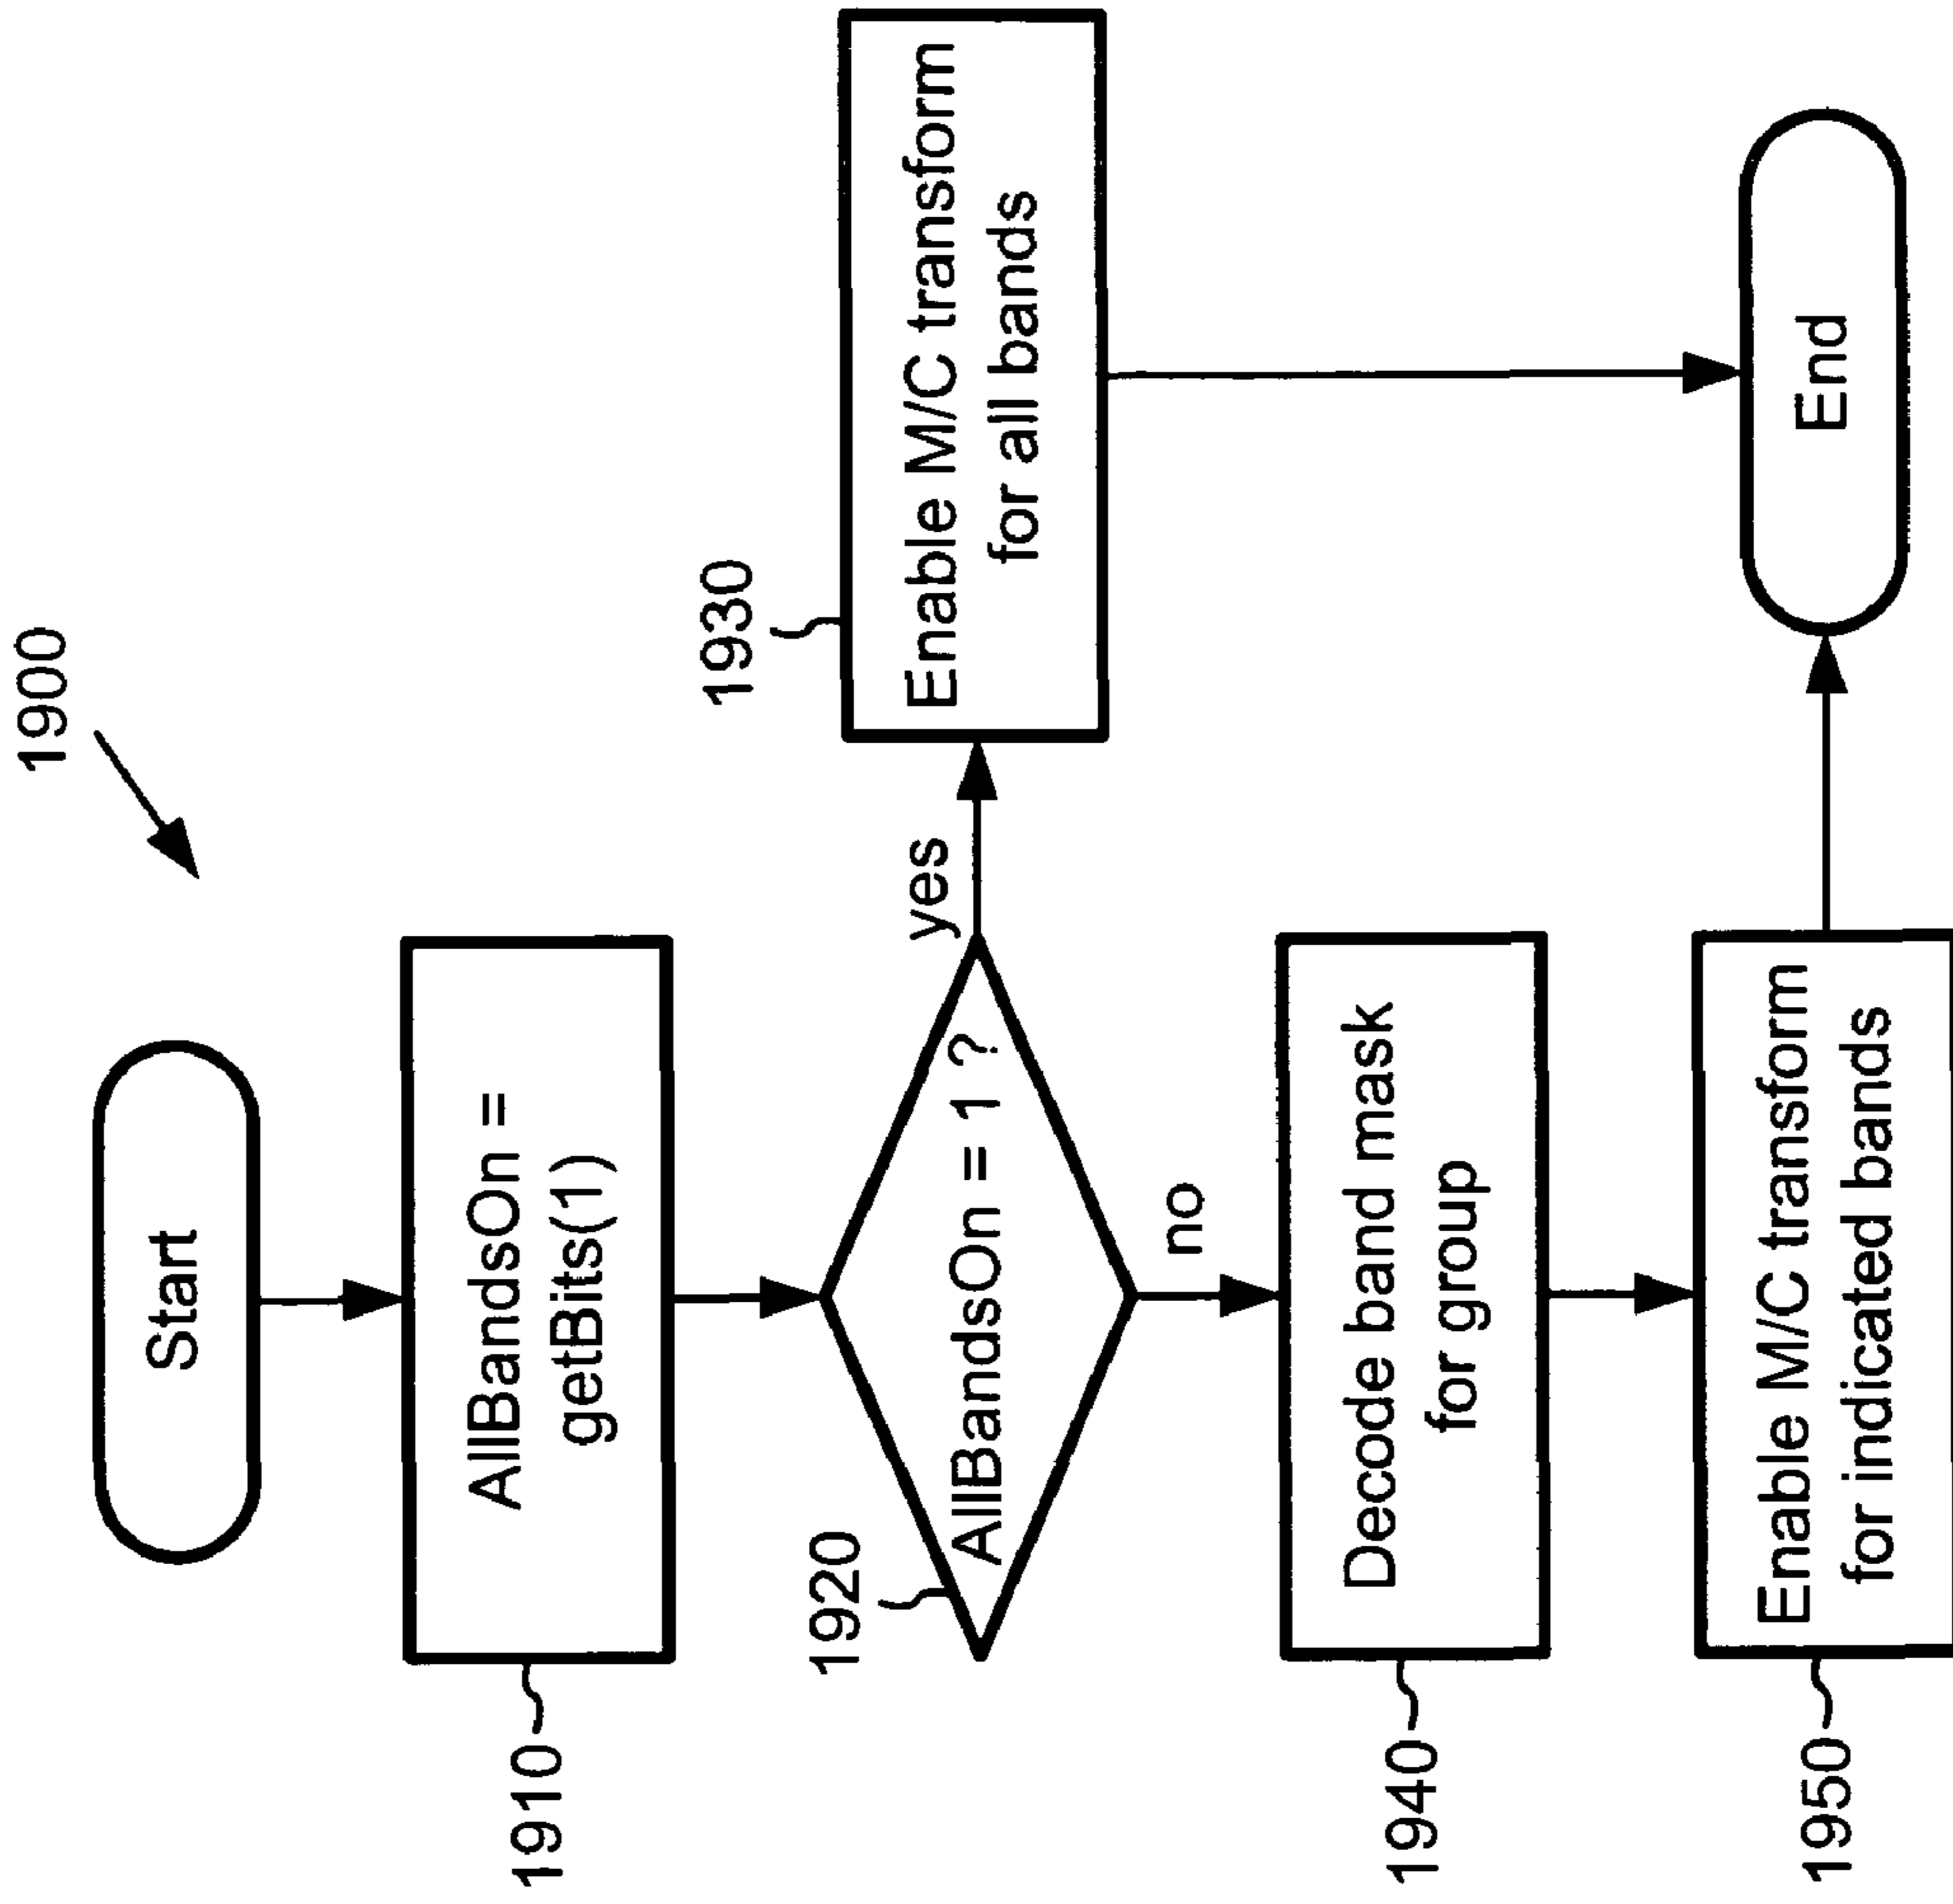 1900
Start
1910
AllBandsOn =
getBits(1)
1920
AllBandsOn = 1 ?
yes
1930
Enable M/C transform
for all bands
no
1940
Decode band mask
for group
1950
Enable M/C transform
for indicated bands
End